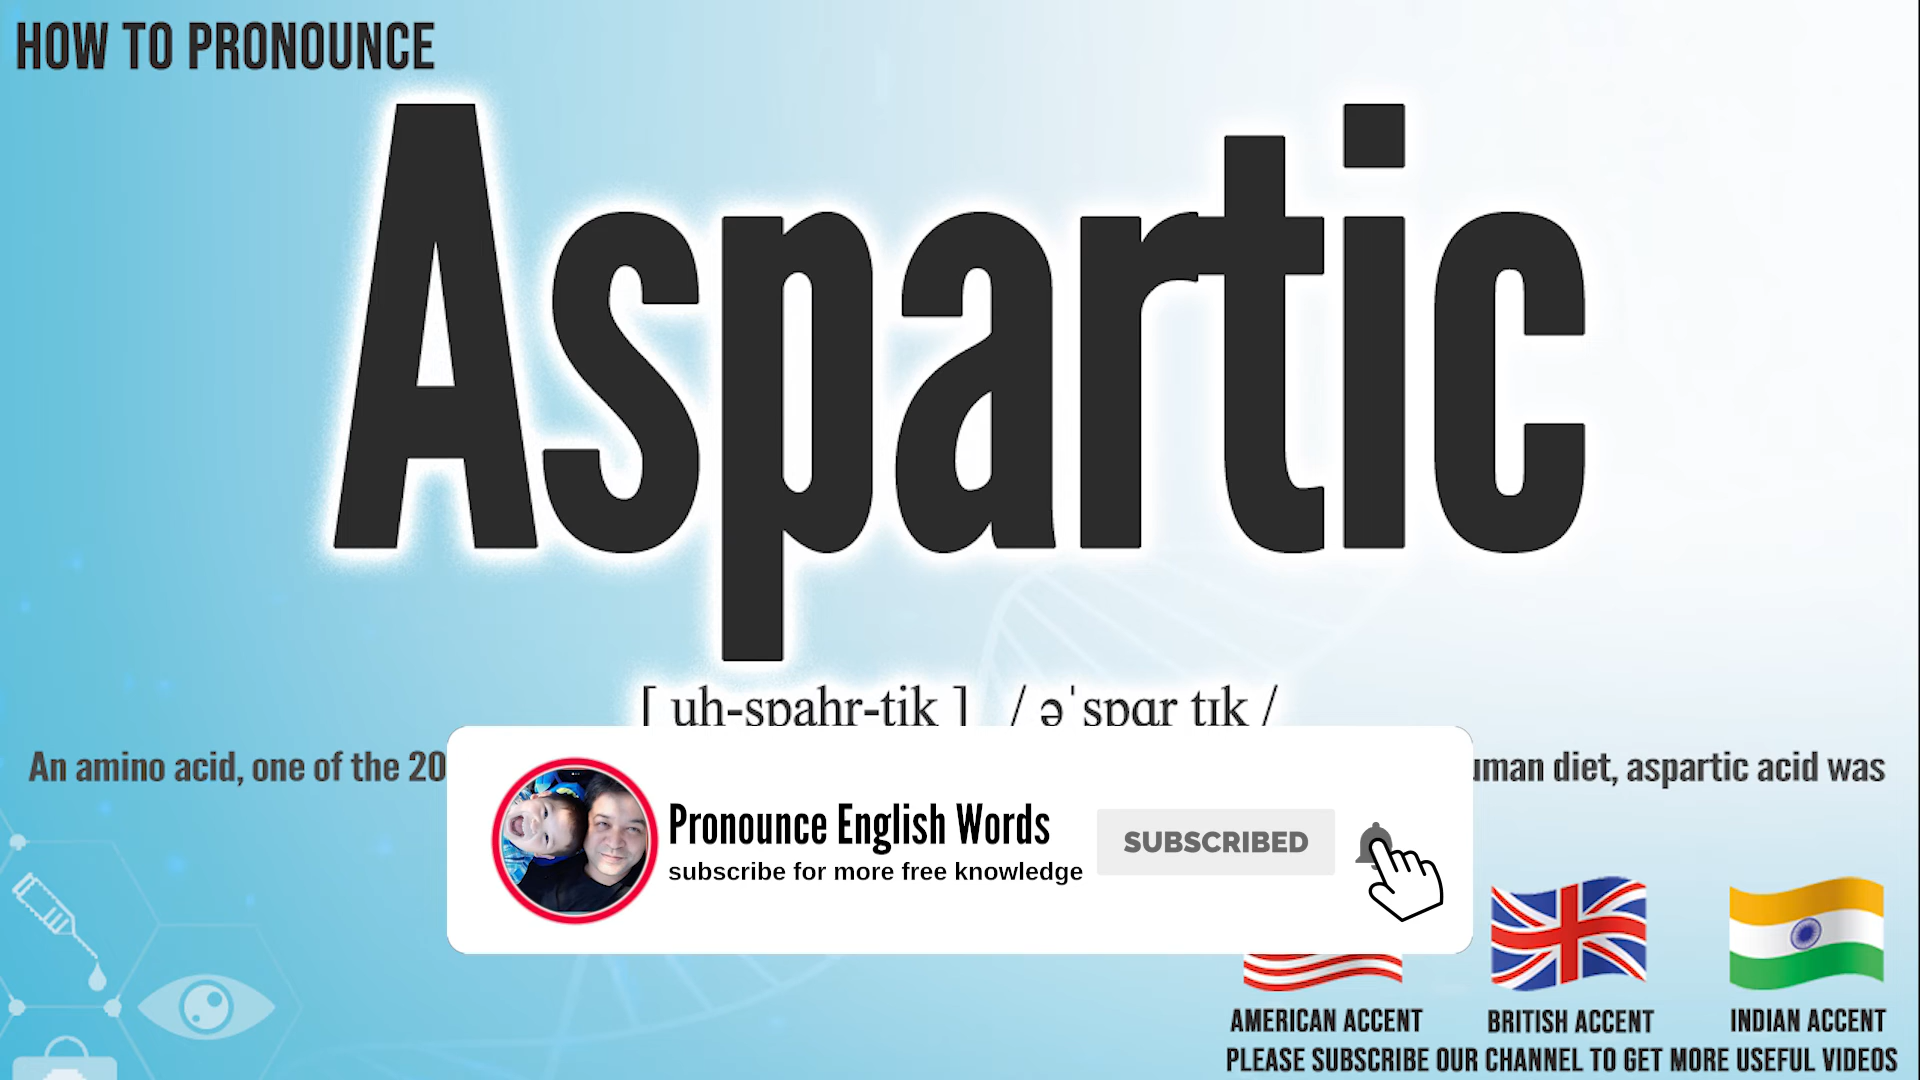 HOW TO PRONOUNCE
Aspartic
[ uh-spahr-tik ] / əˈspɑr tɪk /
An amino acid, one of the 20
human diet, aspartic acid was
Pronounce English Words
subscribe for more free knowledge
SUBSCRIBED
AMERICAN ACCENT
BRITISH ACCENT
INDIAN ACCENT
PLEASE SUBSCRIBE OUR CHANNEL TO GET MORE USEFUL VIDEOS